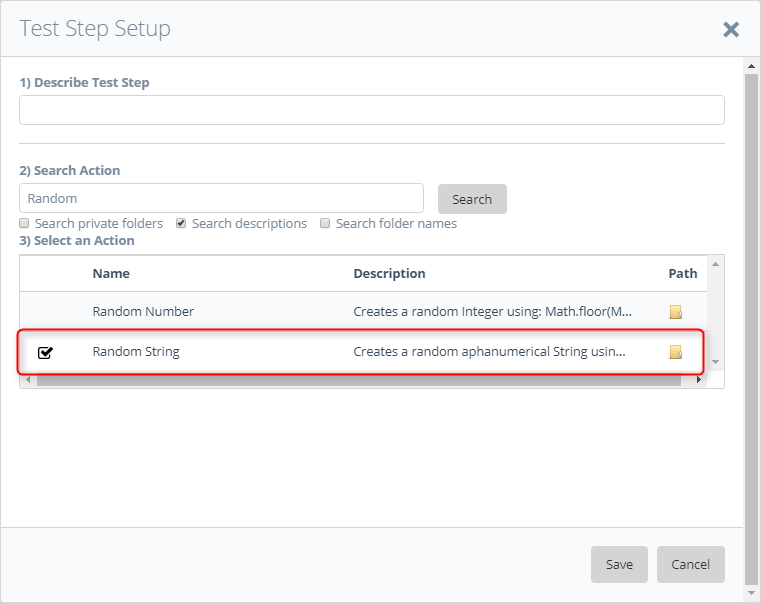 Test Step Setup
1) Describe Test Step
2) Search Action
Random
Search
Search private folders Search descriptions Search folder names
3) Select an Action
Name Description Path
Random Number Creates a random Integer using: Math.floor(M...
Random String Creates a random aphanumerical String usin...
Save Cancel